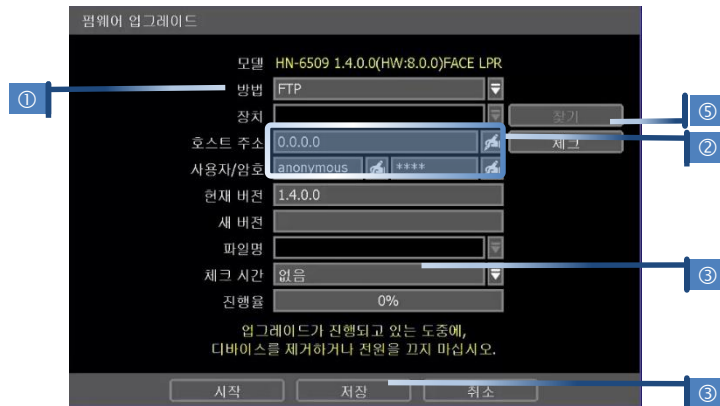 펌웨어 업그레이드
모델 HN-6509 1.4.0.0(HW:8.0.0)FACE LPR
① 방법 FTP
장치 찾기 ⑤
호스트 주소 0.0.0.0 체크 ②
사용자/암호 anonymous ****
현재 버전 1.4.0.0
새 버전
파일명
체크 시간 없음 ③
진행율 0%
업그레이드가 진행되고 있는 도중에,
디바이스를 제거하거나 전원을 끄지 마십시오.
시작 저장 취소 ③